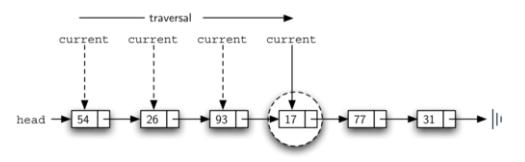 traversal
current current current current
head 54 26 93 17 77 31